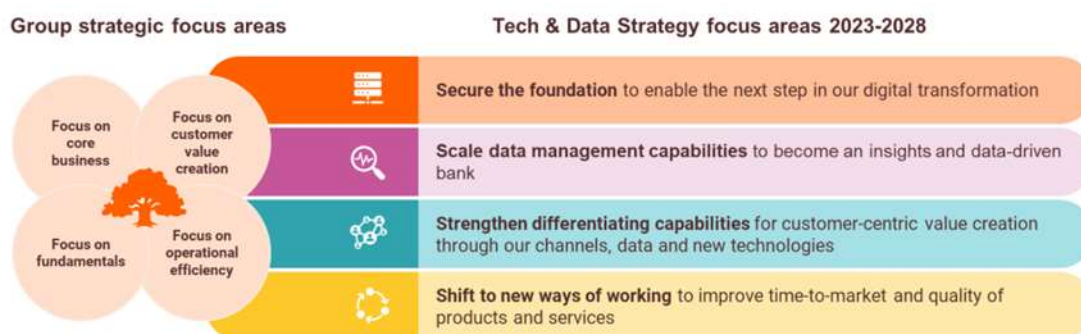 Group strategic focus areas
Tech & Data Strategy focus areas 2023-2028
Focus on
core
business
Focus on
customer
value
creation
Focus on
fundamentals
Focus on
operational
efficiency
Secure the foundation to enable the next step in our digital transformation
Scale data management capabilities to become an insights and data-driven
bank
Strengthen differentiating capabilities for customer-centric value creation
through our channels, data and new technologies
Shift to new ways of working to improve time-to-market and quality of
products and services